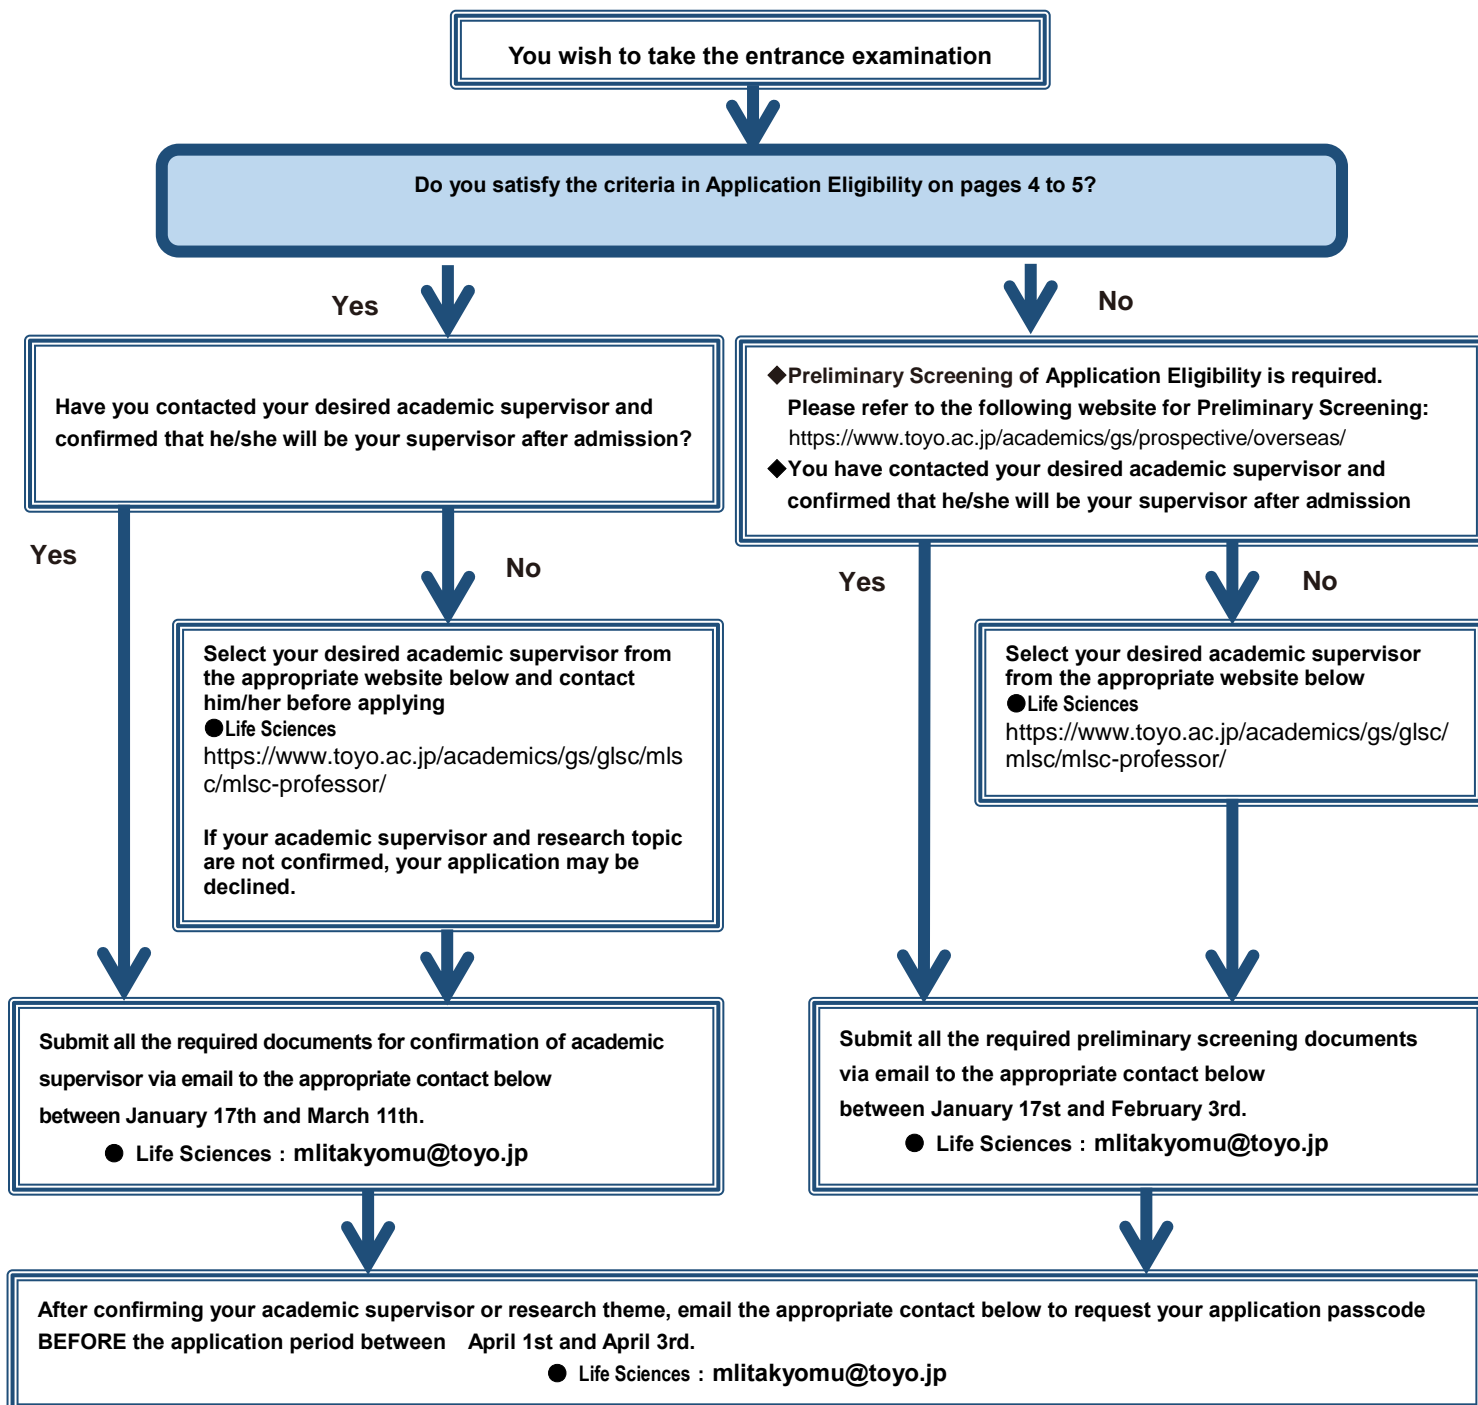 You wish to take the entrance examination
Do you satisfy the criteria in Application Eligibility on pages 4 to 5?
Yes
No
Have you contacted your desired academic supervisor and
confirmed that he/she will be your supervisor after admission?
◆Preliminary Screening of Application Eligibility is required.
Please refer to the following website for Preliminary Screening:
https://www.toyo.ac.jp/academics/gs/prospective/overseas/
◆You have contacted your desired academic supervisor and
confirmed that he/she will be your supervisor after admission
Yes
No
Yes
No
Select your desired academic supervisor from
the appropriate website below and contact
him/her before applying
●Life Sciences
https://www.toyo.ac.jp/academics/gs/glsc/mls
c/mlsc-professor/
If your academic supervisor and research topic
are not confirmed, your application may be
declined.
Select your desired academic supervisor
from the appropriate website below
●Life Sciences
https://www.toyo.ac.jp/academics/gs/glsc/
mlsc/mlsc-professor/
Submit all the required documents for confirmation of academic
supervisor via email to the appropriate contact below
between January 17th and March 11th.
● Life Sciences : mlitakyomu@toyo.jp
Submit all the required preliminary screening documents
via email to the appropriate contact below
between January 17st and February 3rd.
● Life Sciences : mlitakyomu@toyo.jp
After confirming your academic supervisor or research theme, email the appropriate contact below to request your application passcode
BEFORE the application period between April 1st and April 3rd.
● Life Sciences : mlitakyomu@toyo.jp